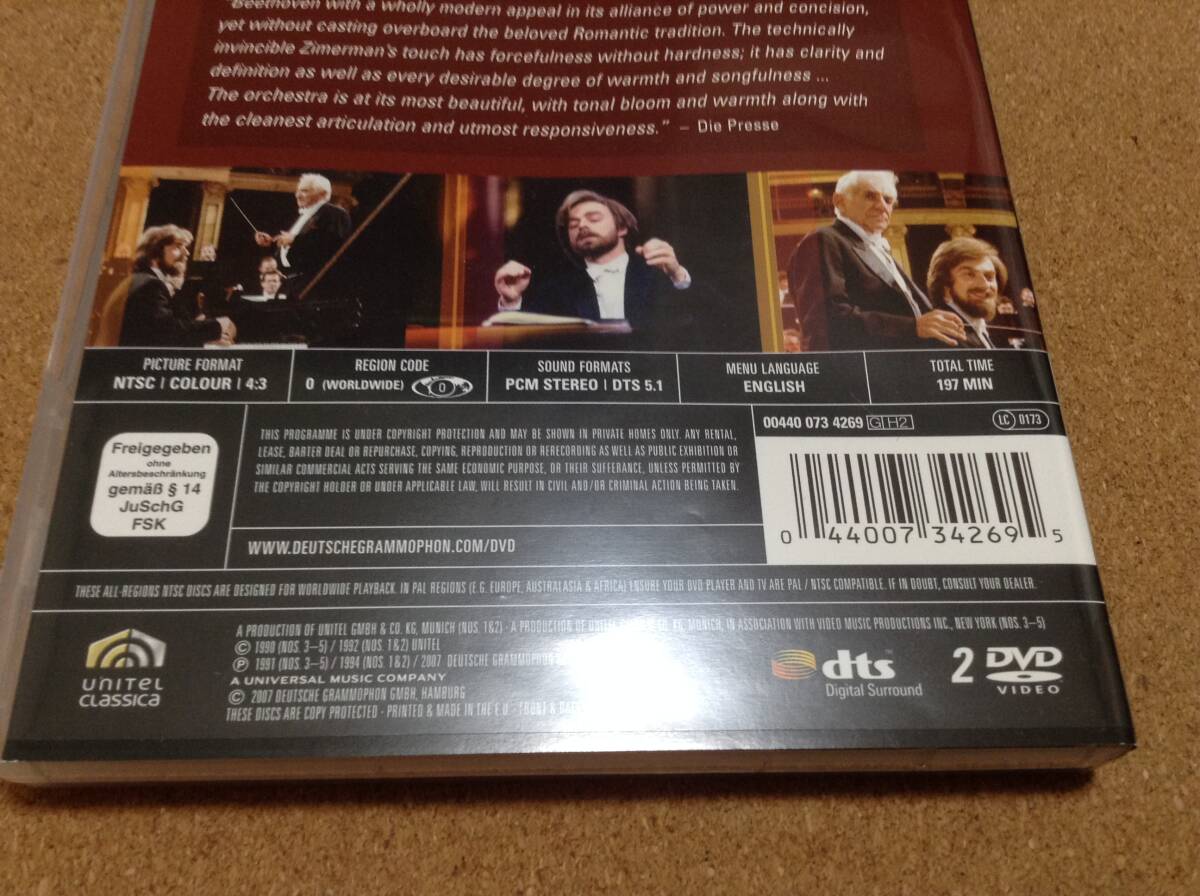 "Beethoven with a wholly modern appeal in its alliance of power and concision,
yet without casting overboard the beloved Romantic tradition. The technically
invincible Zimerman's touch has forcefulness without hardness; it has clarity and
definition as well as every desirable degree of warmth and songfulness ...
The orchestra is at its most beautiful, with tonal bloom and warmth along with
the cleanest articulation and utmost responsiveness." – Die Presse
PICTURE FORMAT
NTSC | COLOUR | 4:3
REGION CODE
0 (WORLDWIDE) 0
SOUND FORMATS
PCM STEREO | DTS 5.1
MENU LANGUAGE
ENGLISH
TOTAL TIME
197 MIN
Freigegeben
ohne
Altersbeschränkung
gemäß § 14
JuSchG
FSK
THIS PROGRAMME IS UNDER COPYRIGHT PROTECTION AND MAY BE SHOWN IN PRIVATE HOMES ONLY. ANY RENTAL,
LEASE, BARTER DEAL OR REPURCHASE, COPYING, REPRODUCTION OR RERECORDING AS WELL AS PUBLIC EXHIBITION OR
SIMILAR COMMERCIAL ACTS SERVING THE SAME ECONOMIC PURPOSE, OR THEIR SUFFERANCE, UNLESS PERMITTED BY
THE COPYRIGHT HOLDER OR UNDER APPLICABLE LAW, WILL RESULT IN CIVIL AND/OR CRIMINAL ACTION BEING TAKEN.
WWW.DEUTSCHEGRAMMOPHON.COM/DVD
00440 073 4269 G H2
LC 0173
0 44007 34269 5
THESE ALL-REGIONS NTSC DISCS ARE DESIGNED FOR WORLDWIDE PLAYBACK. IN PAL REGIONS (E.G. EUROPE, AUSTRALASIA & AFRICA) ENSURE YOUR DVD PLAYER AND TV ARE PAL / NTSC COMPATIBLE. IF IN DOUBT, CONSULT YOUR DEALER.
UNITEL
CLASSICA
A PRODUCTION OF UNITEL GMBH & CO. KG, MUNICH (NOS. 1&2) · A PRODUCTION OF UNITEL GMBH & CO. KG, MUNICH, IN ASSOCIATION WITH VIDEO MUSIC PRODUCTIONS INC., NEW YORK (NOS. 3–5)
© 1990 (NOS. 3–5) / 1992 (NOS. 1&2) UNITEL
℗ 1991 (NOS. 3–5) / 1994 (NOS. 1&2) / 2007 DEUTSCHE
A UNIVERSAL MUSIC COMPANY
© 2007 DEUTSCHE GRAMMOPHON GMBH, HAMBURG
THESE DISCS ARE COPY PROTECTED · PRINTED & MADE IN THE E.U. · FRONT &
dts™
Digital Surround
2 DVD
VIDEO